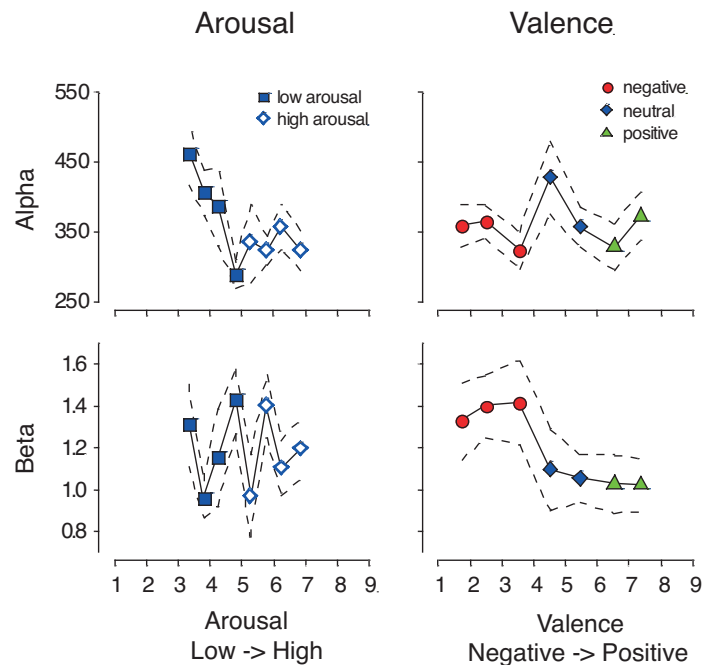 Arousal
Valence
550
450
350
250
Alpha
low arousal
high arousal
negative
neutral
positive
1.6
1.4
1.2
1.0
0.8
Beta
1 2 3 4 5 6 7 8 9
1 2 3 4 5 6 7 8 9
Arousal
Low -> High
Valence
Negative -> Positive